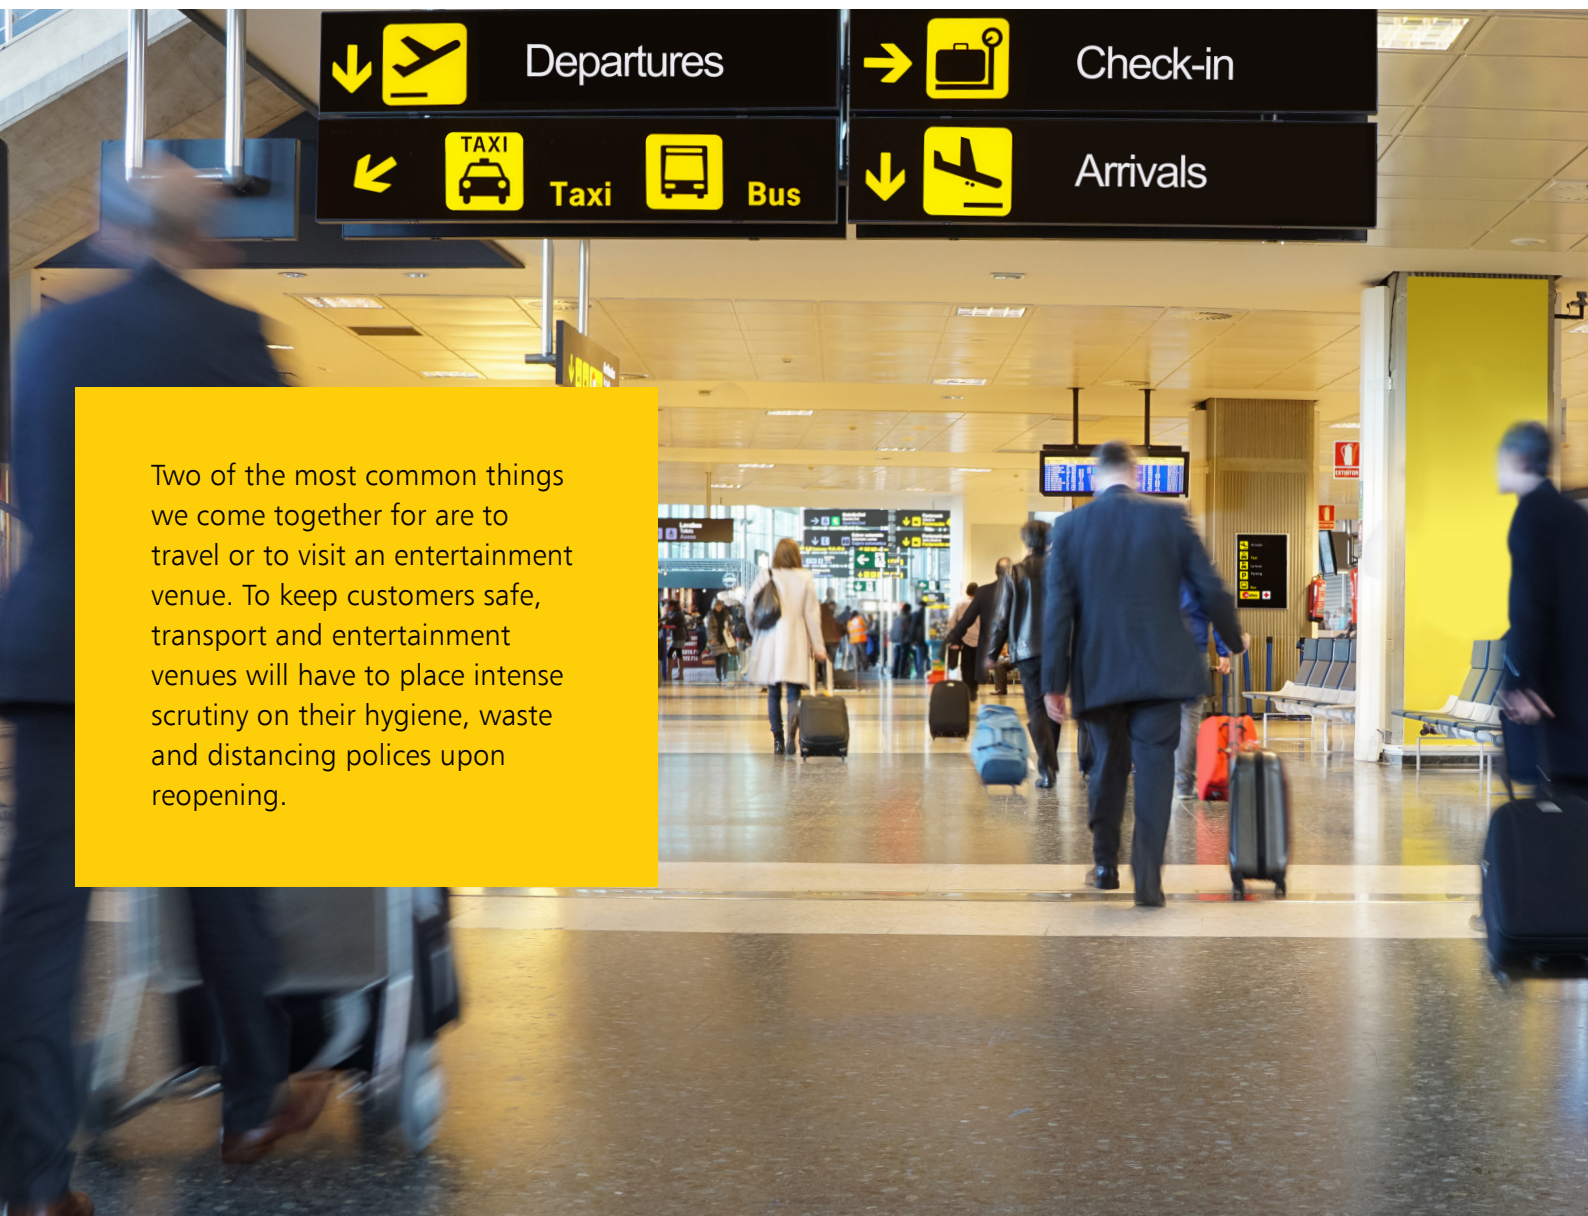 Departures
Check-in
TAXI
Taxi
Bus
Arrivals
Two of the most common things
we come together for are to
travel or to visit an entertainment
venue. To keep customers safe,
transport and entertainment
venues will have to place intense
scrutiny on their hygiene, waste
and distancing polices upon
reopening.
EXTINTOR
Lavabos